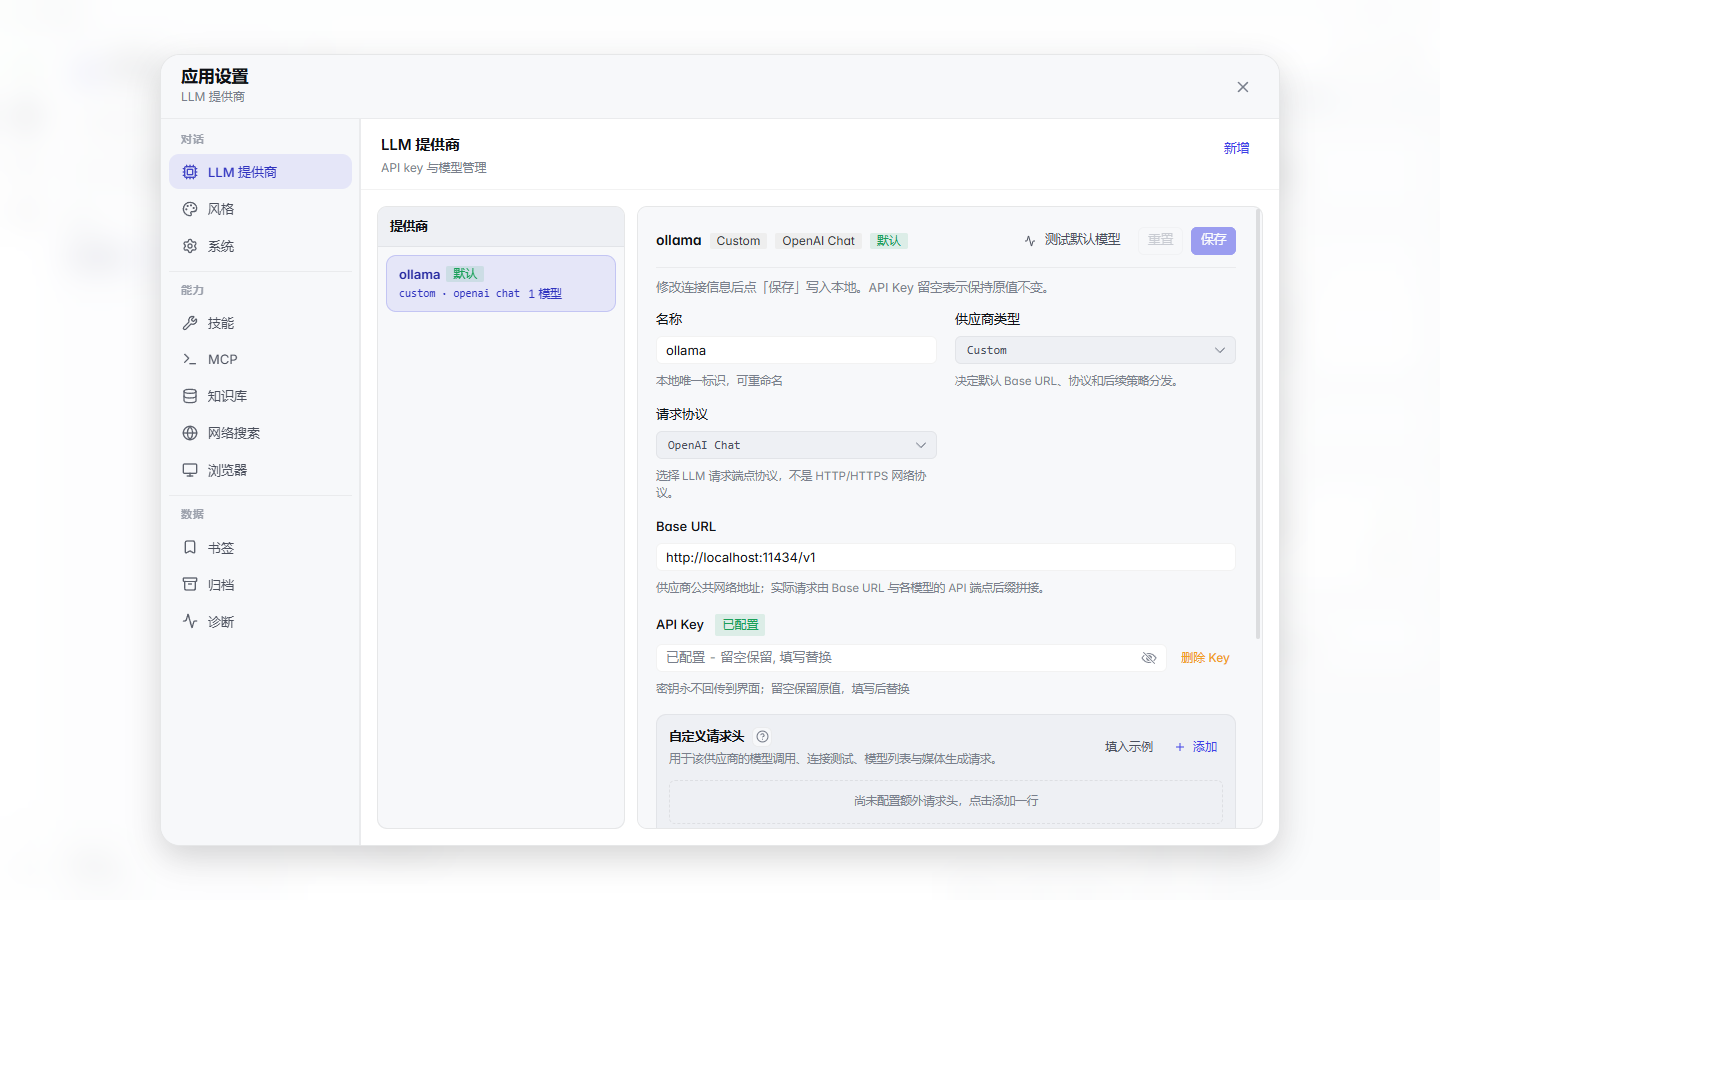 应用设置
LLM 提供商
对话
LLM 提供商
风格
系统
能力
技能
MCP
知识库
网络搜索
浏览器
数据
书签
归档
诊断
LLM 提供商
API key 与模型管理
新增
提供商
ollama 默认
custom · openai chat 1 模型
ollama Custom OpenAI Chat 默认 测试默认模型 重置 保存
修改连接信息后点「保存」写入本地。API Key 留空表示保持原值不变。
名称
ollama
本地唯一标识，可重命名
供应商类型
Custom
决定默认 Base URL、协议和后续策略分发。
请求协议
OpenAI Chat
选择 LLM 请求端点协议，不是 HTTP/HTTPS 网络协
议。
Base URL
http://localhost:11434/v1
供应商公共网络地址；实际请求由 Base URL 与各模型的 API 端点后缀拼接。
API Key 已配置
已配置 - 留空保留, 填写替换
删除 Key
密钥永不回传到界面；留空保留原值，填写后替换
自定义请求头
用于该供应商的模型调用、连接测试、模型列表与媒体生成请求。
填入示例 + 添加
尚未配置额外请求头，点击添加一行